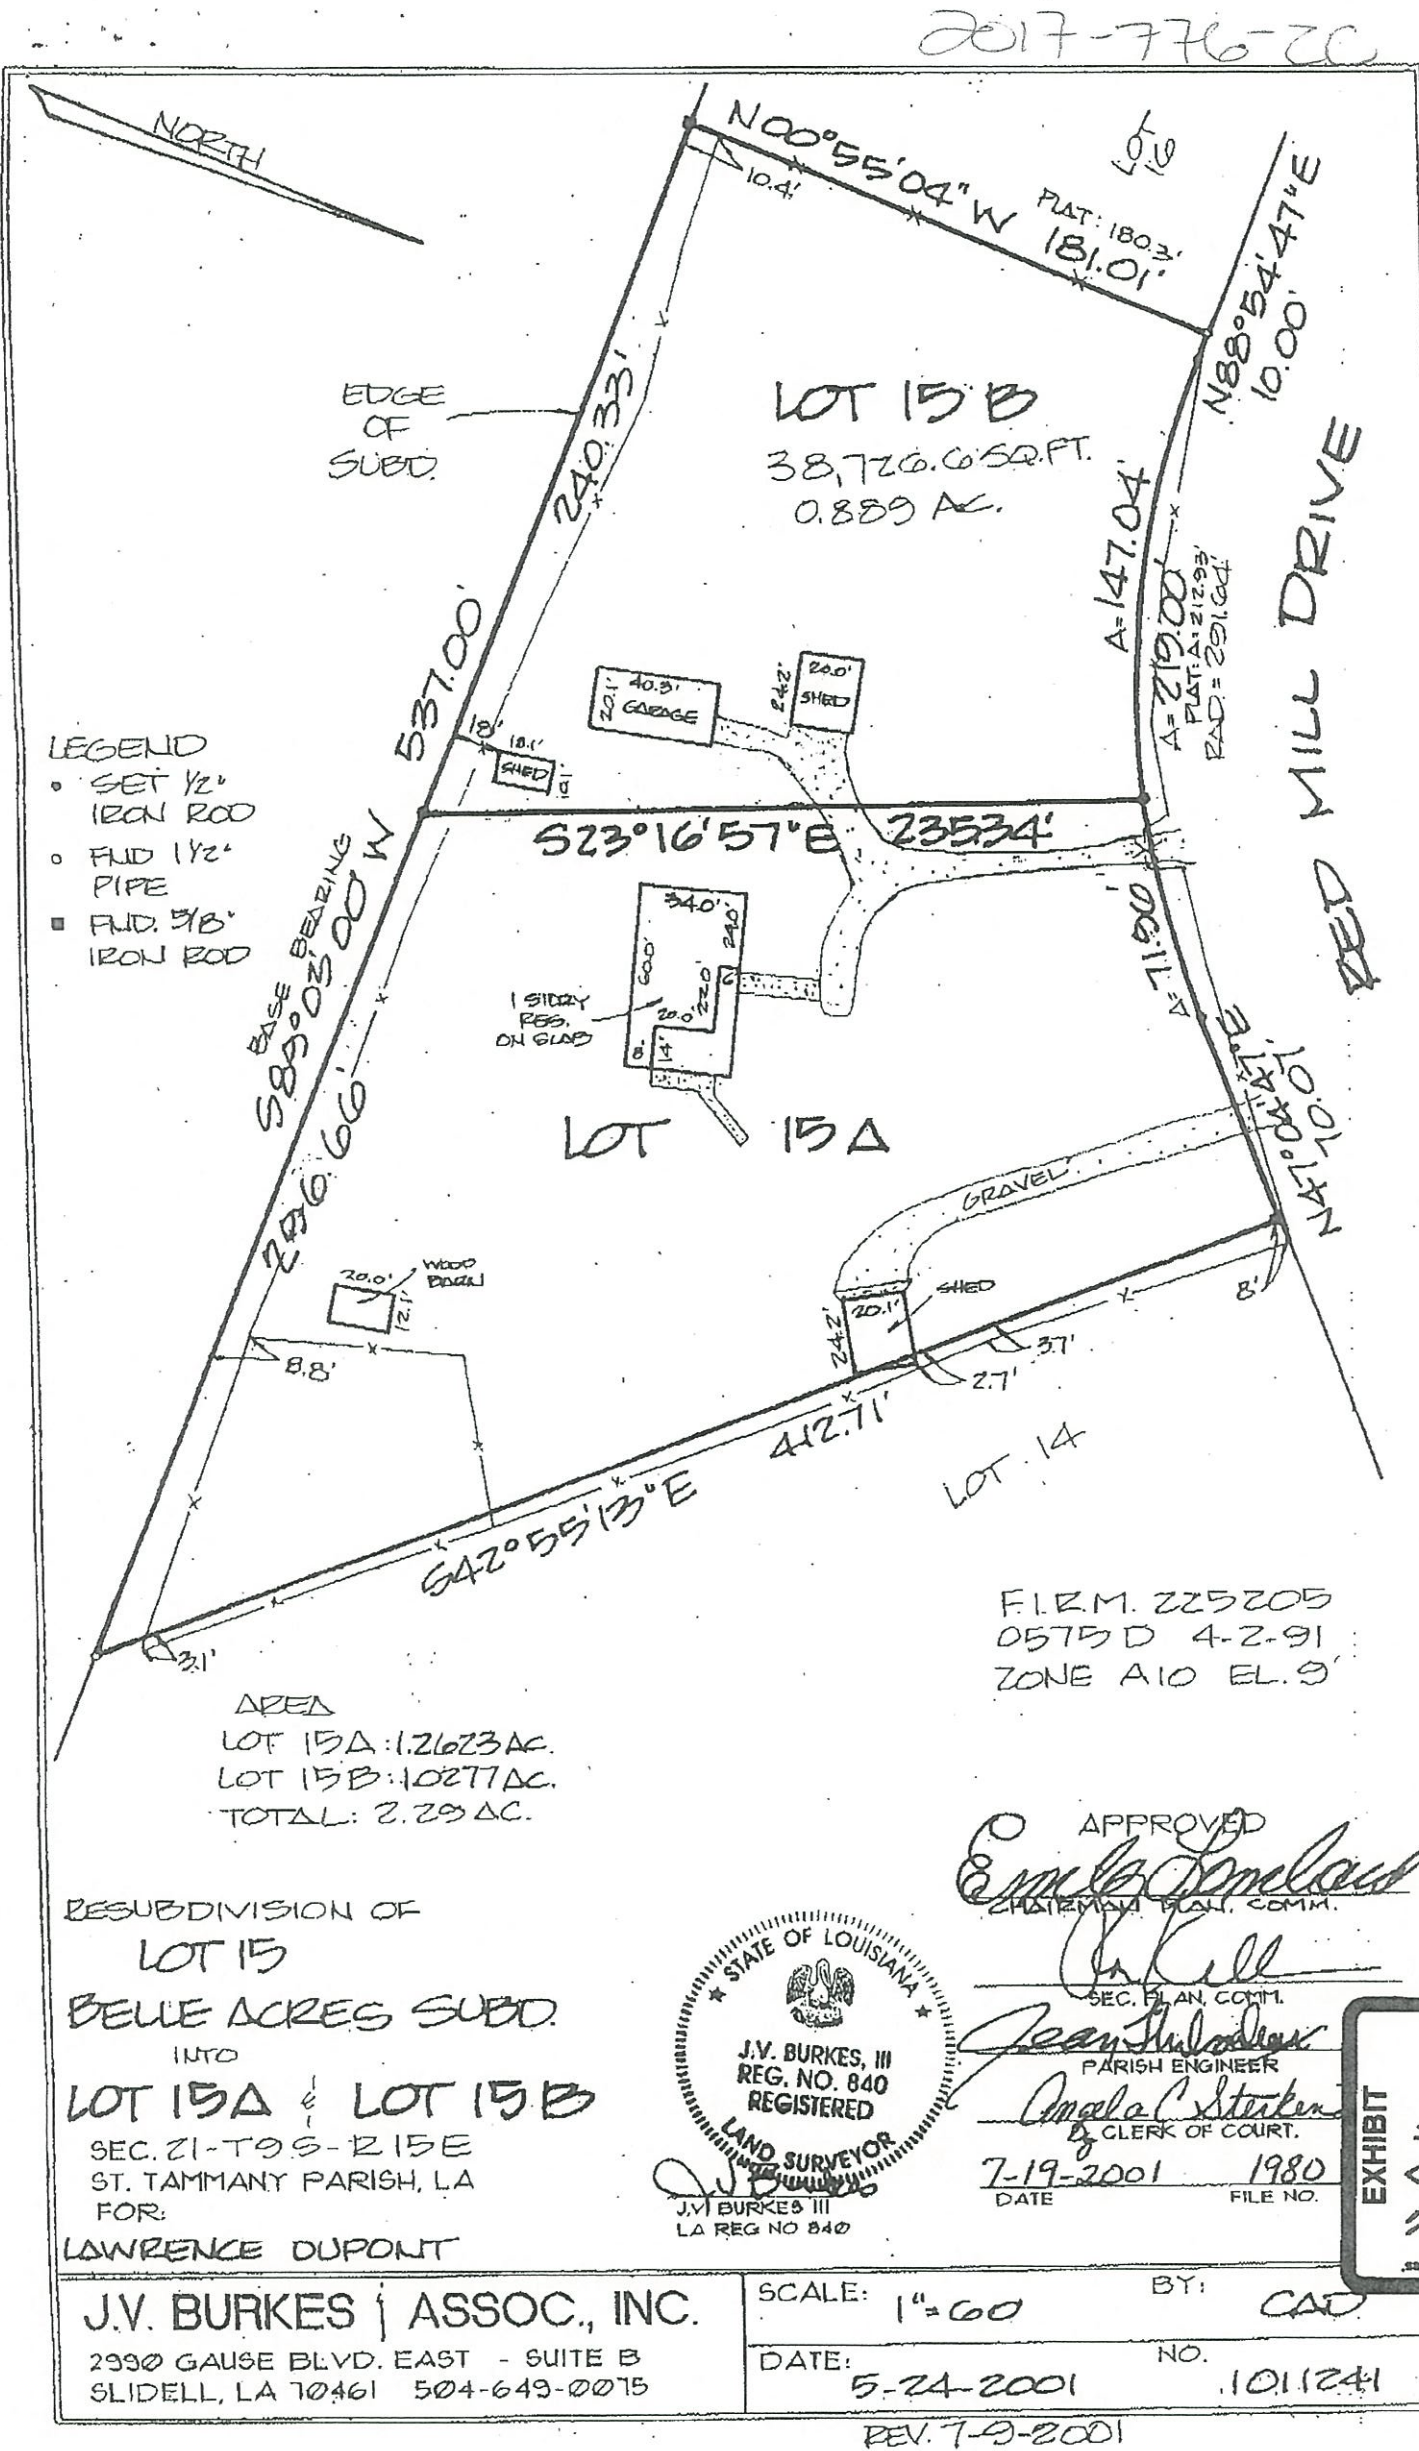 2017-776-ZC
NORTH
N00°55'04" W 181.01'
PLAT: 180.3'
10.4'
LOT
16
N88°54'47"E
10.00'
EDGE
OF
SUBD.
240.33'
LOT 15 B
38,726.6 SQ.FT.
0.889 AC.
A=147.04'
A=219.00'
PLAT: A=212.93'
RAD.= 291.64'
RED MILL DRIVE
537.00'
20.1' 40.3'
GARAGE
24.2' 20.0'
SHED
18' 18.1'
SHED
LEGEND
SET 1/2"
IRON ROD
FND 1 1/2"
PIPE
FND. 5/8"
IRON ROD
BASE BEARING
S89°03'00" W
S23°16'57"E 235.34'
34.0'
60.0'
24.0'
22.0'
20.0'
8'
14'
1 STORY
RES.
ON SLAB
A=71.96'
LOT 15A
296.66'
N47°04'47"E
70.07'
GRAVEL
20.0'
12.1'
WOOD
BARN
8.8'
24.2' 20.1'
SHED
8'
3.7'
2.7'
412.71'
S42°55'13"E
LOT 14
3.1'
F.I.R.M. 225205
0575 D 4-2-91
ZONE A10 EL. 9'
AREA
LOT 15A: 1.2623 AC.
LOT 15B: 1.0277 AC.
TOTAL: 2.29 AC.
RESUBDIVISION OF
LOT 15
BELLE ACRES SUBD.
INTO
LOT 15A & LOT 15B
SEC. 21-T9S-R15E
ST. TAMMANY PARISH, LA
FOR:
LAWRENCE DUPONT
STATE OF LOUISIANA
J.V. BURKES, III
REG. NO. 840
REGISTERED
LAND SURVEYOR
J.V. BURKES III
LA REG NO 840
APPROVED
CHAIRMAN PLAN. COMM.
SEC. PLAN. COMM.
PARISH ENGINEER
Angela C Sterken
By CLERK OF COURT.
7-19-2001 1980
DATE FILE NO.
EXHIBIT
J.V. BURKES & ASSOC., INC.
2990 GAUSE BLVD. EAST - SUITE B
SLIDELL, LA 70461 504-649-0075
SCALE: 1"=60
BY: CAD
DATE: 5-24-2001
NO. 1011241
REV. 7-9-2001